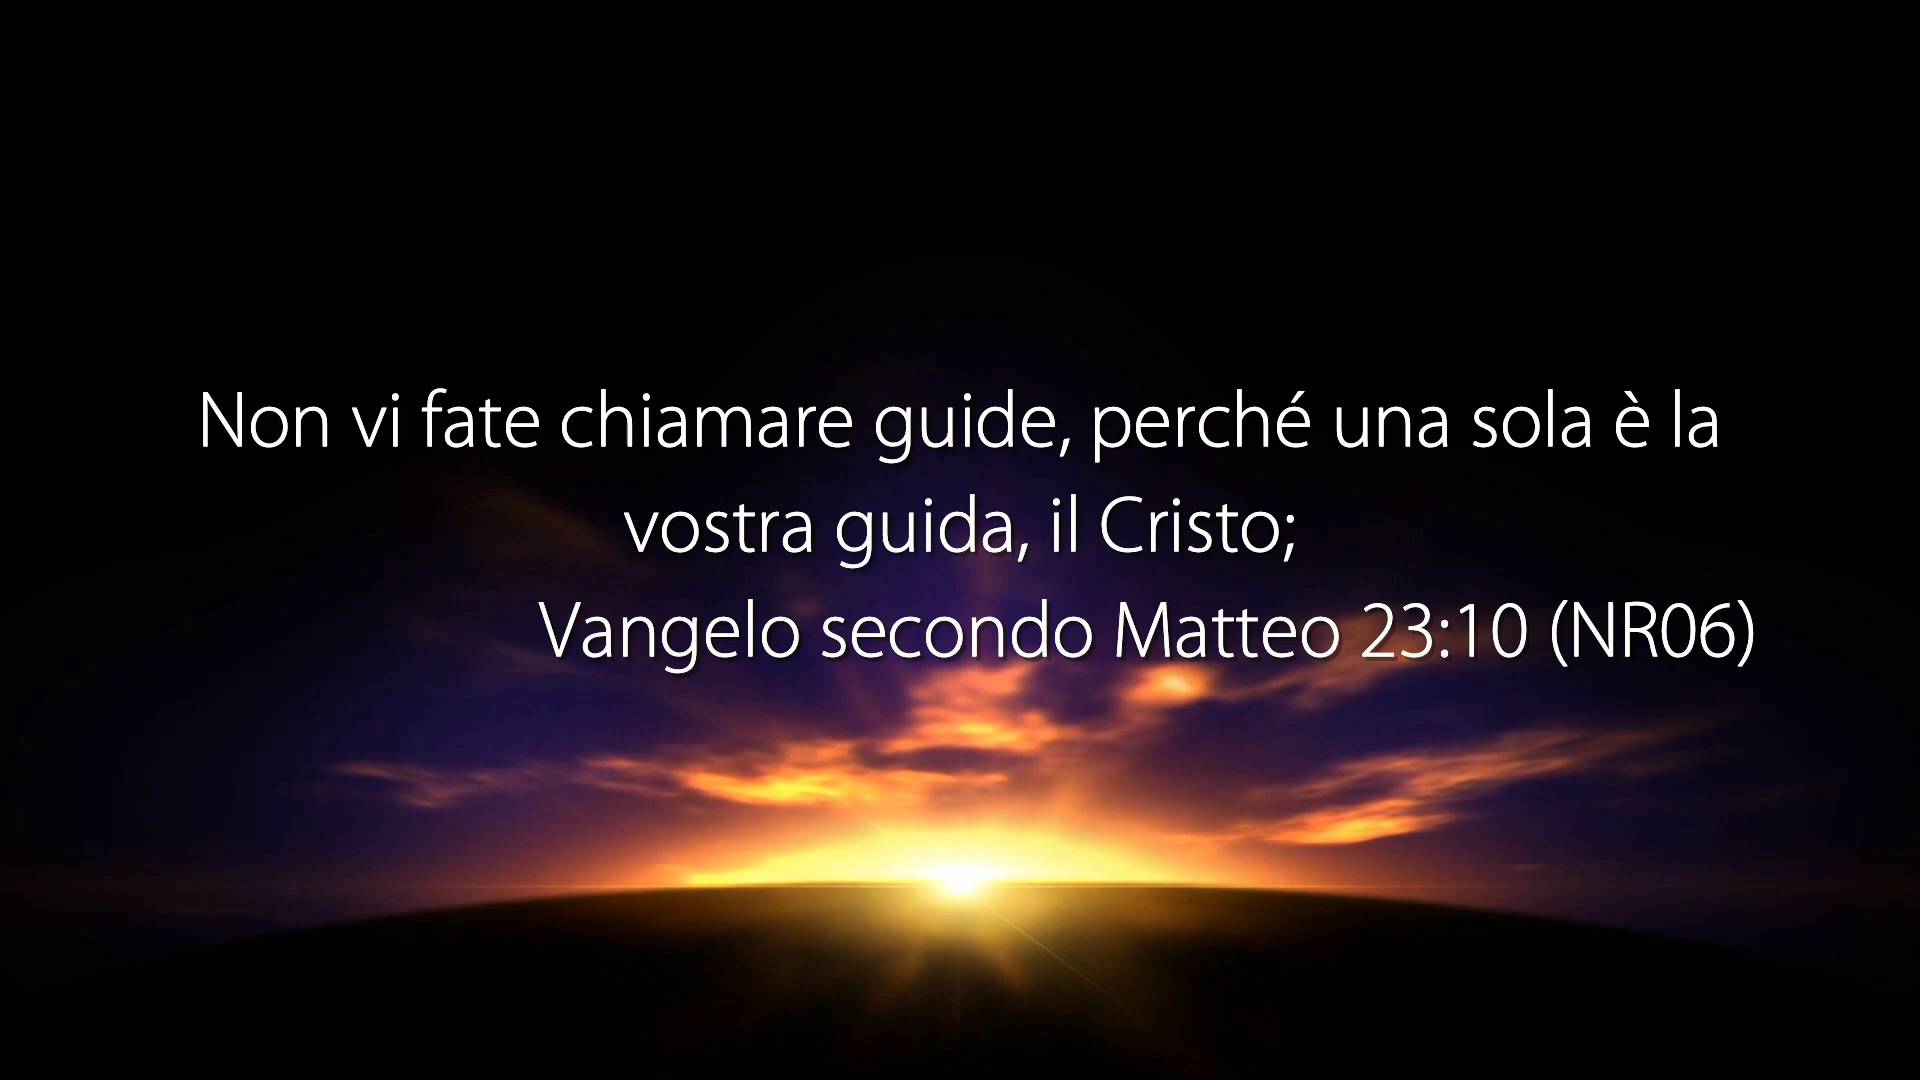 Non vi fate chiamare guide, perché una sola è la
vostra guida, il Cristo;
Vangelo secondo Matteo 23:10 (NR06)